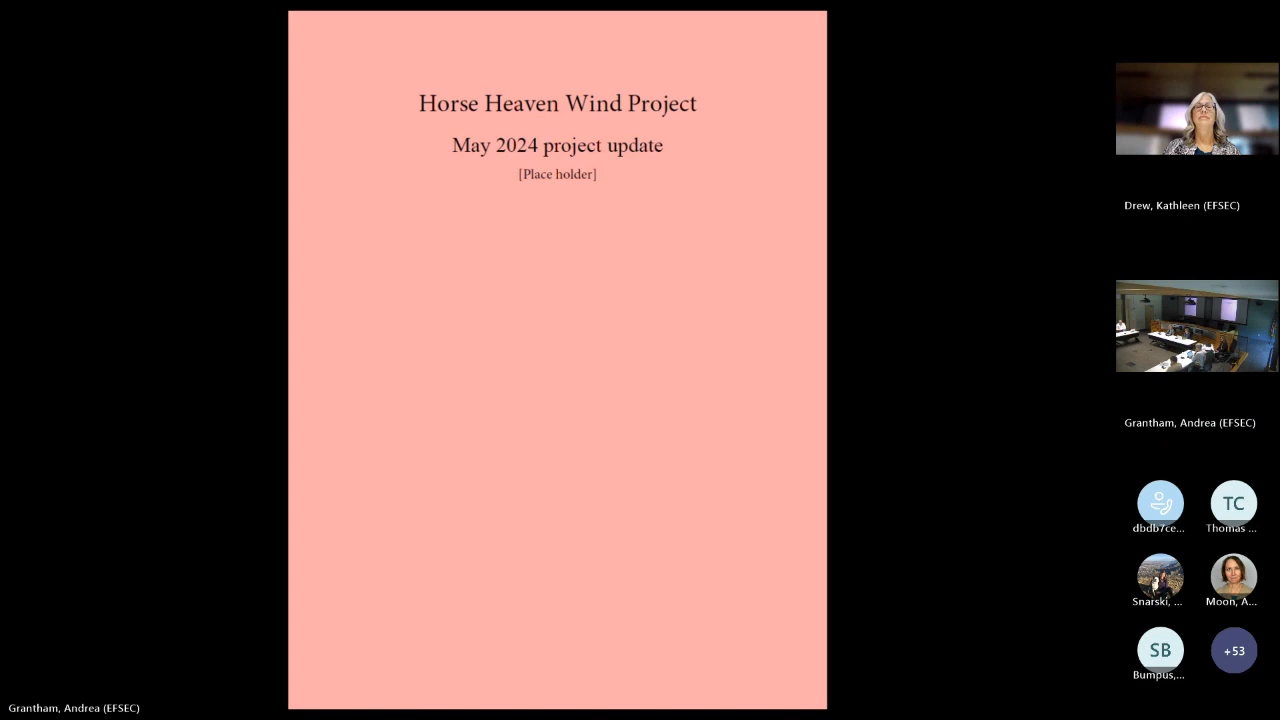 Horse Heaven Wind Project
May 2024 project update
[Place holder]
Drew, Kathleen (EFSEC)
Grantham, Andrea (EFSEC)
TC
dbdb7ce...
Thomas ...
Snarski, ...
Moon, A...
SB
+53
Bumpus,...
Grantham, Andrea (EFSEC)